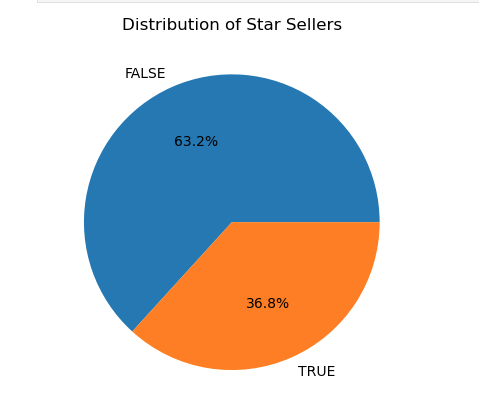 Distribution of Star Sellers
FALSE
63.2%
36.8%
TRUE